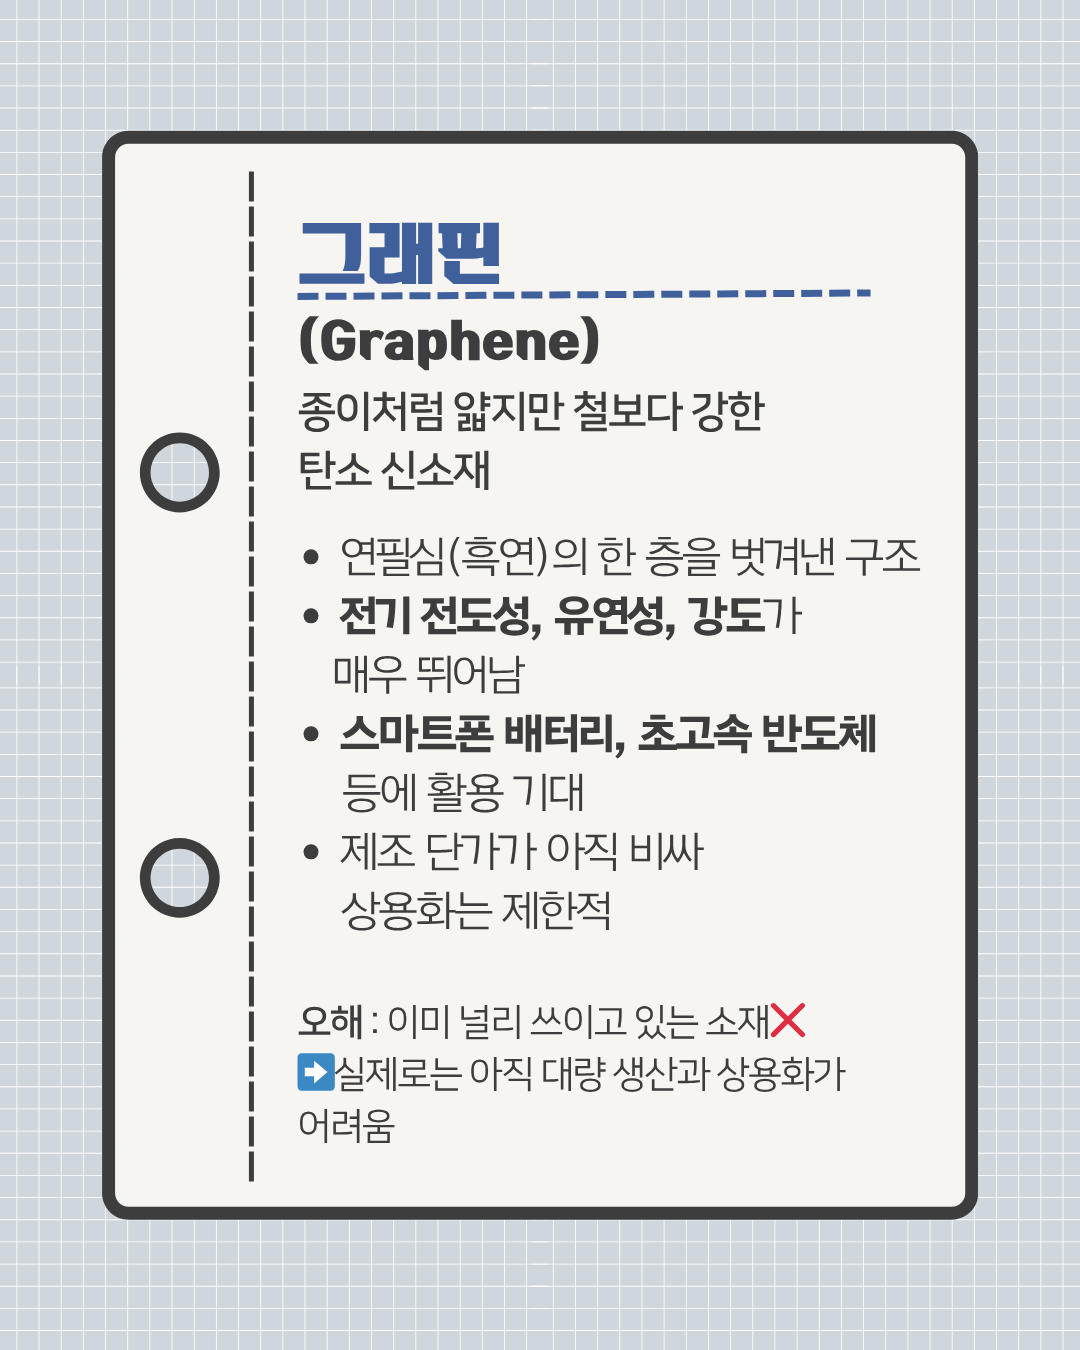 그래핀
(Graphene)
종이처럼 얇지만 철보다 강한
탄소 신소재
• 연필심(흑연)의 한 층을 벗겨낸 구조
• 전기 전도성, 유연성, 강도가
매우 뛰어남
• 스마트폰 배터리, 초고속 반도체
등에 활용 기대
• 제조 단가가 아직 비싸
상용화는 제한적
오해 : 이미 널리 쓰이고 있는 소재❌
➡️실제로는 아직 대량 생산과 상용화가
어려움